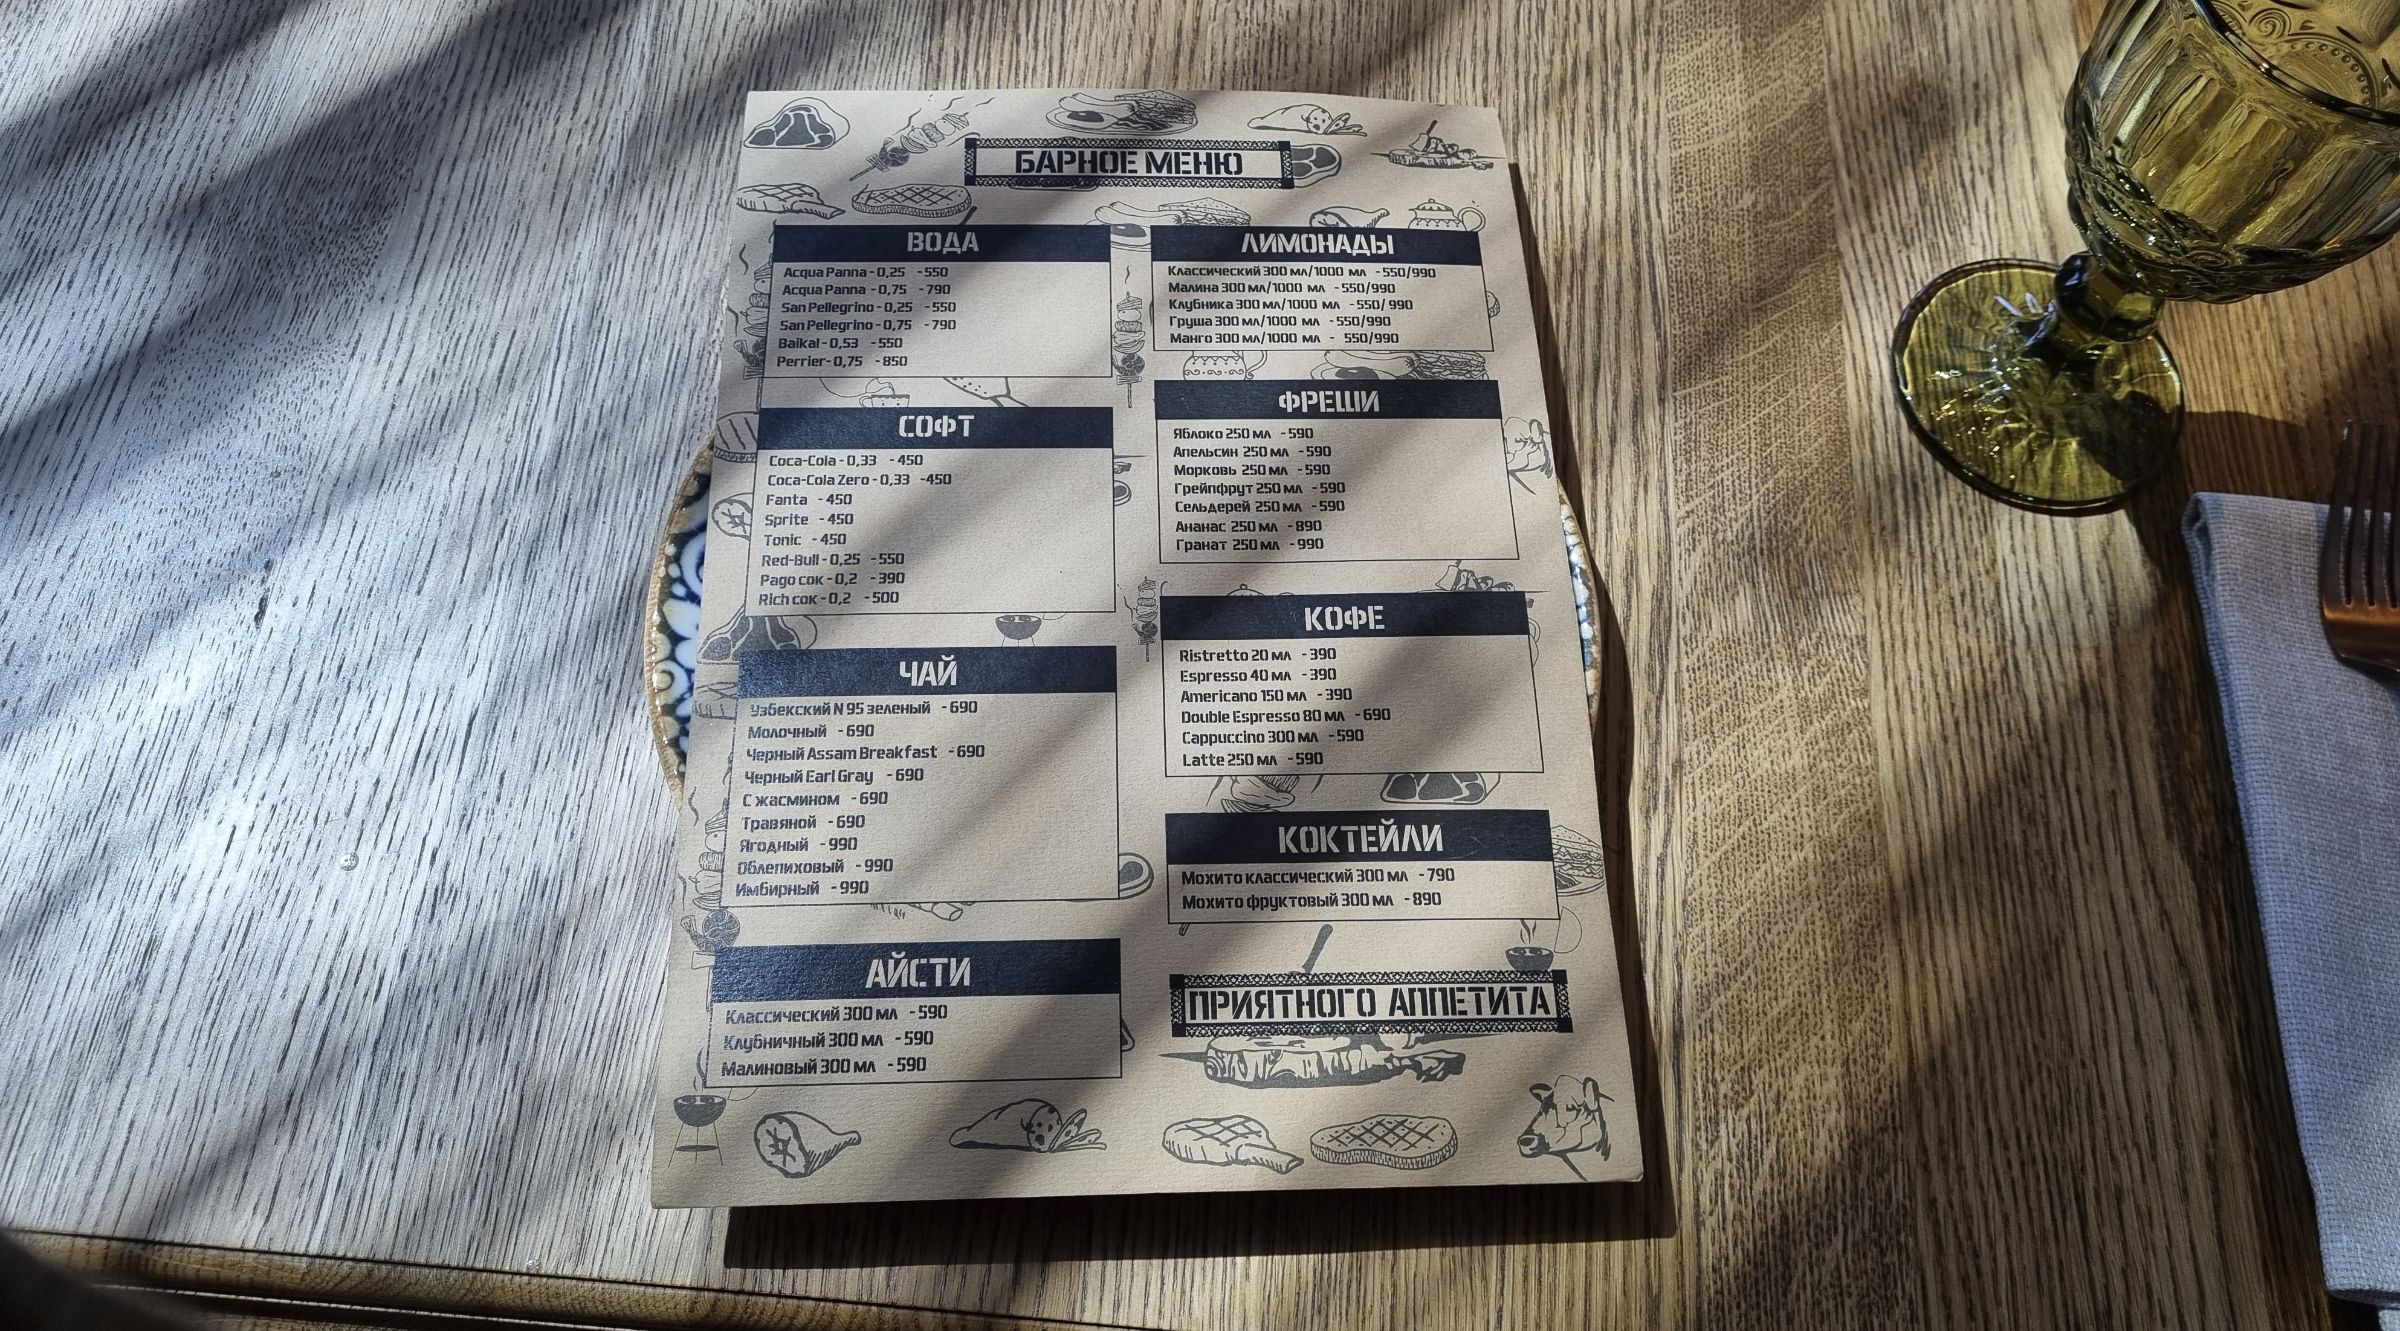 БАРНОЕ МЕНЮ
ВОДА
Acqua Panna - 0,25 - 550
Acqua Panna - 0,75 - 790
San Pellegrino - 0,25 - 550
San Pellegrino - 0,75 - 790
Baikal - 0,53 - 550
Perrier- 0,75 - 850
СОФТ
Coca-Cola - 0,33 - 450
Coca-Cola Zero - 0,33 -450
Fanta - 450
Sprite - 450
Tonic - 450
Red-Bull - 0,25 - 550
Pago сок - 0,2 - 390
Rich сок - 0,2 - 500
ЧАЙ
Узбекский N 95 зеленый - 690
Молочный - 690
Черный Assam Breakfast - 690
Черный Earl Gray - 690
С жасмином - 690
Травяной - 690
Ягодный - 990
Облепиховый - 990
Имбирный - 990
АЙСТИ
Классический 300 мл - 590
Клубничный 300 мл - 590
Малиновый 300 мл - 590
ЛИМОНАДЫ
Классический 300 мл/1000 мл - 550/990
Малина 300 мл/1000 мл - 550/990
Клубника 300 мл/1000 мл - 550/ 990
Груша 300 мл/1000 мл - 550/990
Манго 300 мл/1000 мл - 550/990
ФРЕШИ
Яблоко 250 мл - 590
Апельсин 250 мл - 590
Морковь 250 мл - 590
Грейпфрут 250 мл - 590
Сельдерей 250 мл - 590
Ананас 250 мл - 890
Гранат 250 мл - 990
КОФЕ
Ristretto 20 мл - 390
Espresso 40 мл - 390
Americano 150 мл - 390
Double Espresso 80 мл - 690
Cappuccino 300 мл - 590
Latte 250 мл - 590
КОКТЕЙЛИ
Мохито классический 300 мл - 790
Мохито фруктовый 300 мл - 890
ПРИЯТНОГО АППЕТИТА